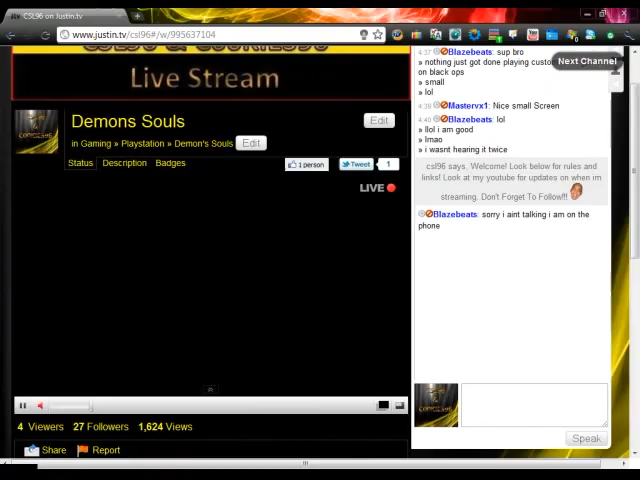 CSL96 on Justin.tv
www.justin.tv/csl96#/w/995637104
Live Stream
Demons Souls
Edit
in Gaming » Playstation » Demon's Souls
Edit
Status Description Badges
1 person
Tweet
1
LIVE
4 Viewers 27 Followers 1,624 Views
Share Report
4:37 Blazebeats: sup bro
» nothing just got done playing custo
on black ops
» small
» lol
Next Channel
4:39 Mastervx1: Nice small Screen
4:40 Blazebeats: lol
» llol i am good
» lmao
» i wasnt hearing it twice
csl96 says, Welcome! Look below for rules and
links! Look at my youtube for updates on when im
streaming. Don't Forget To Follow!!!
Blazebeats: sorry i aint talking i am on the
phone
Speak